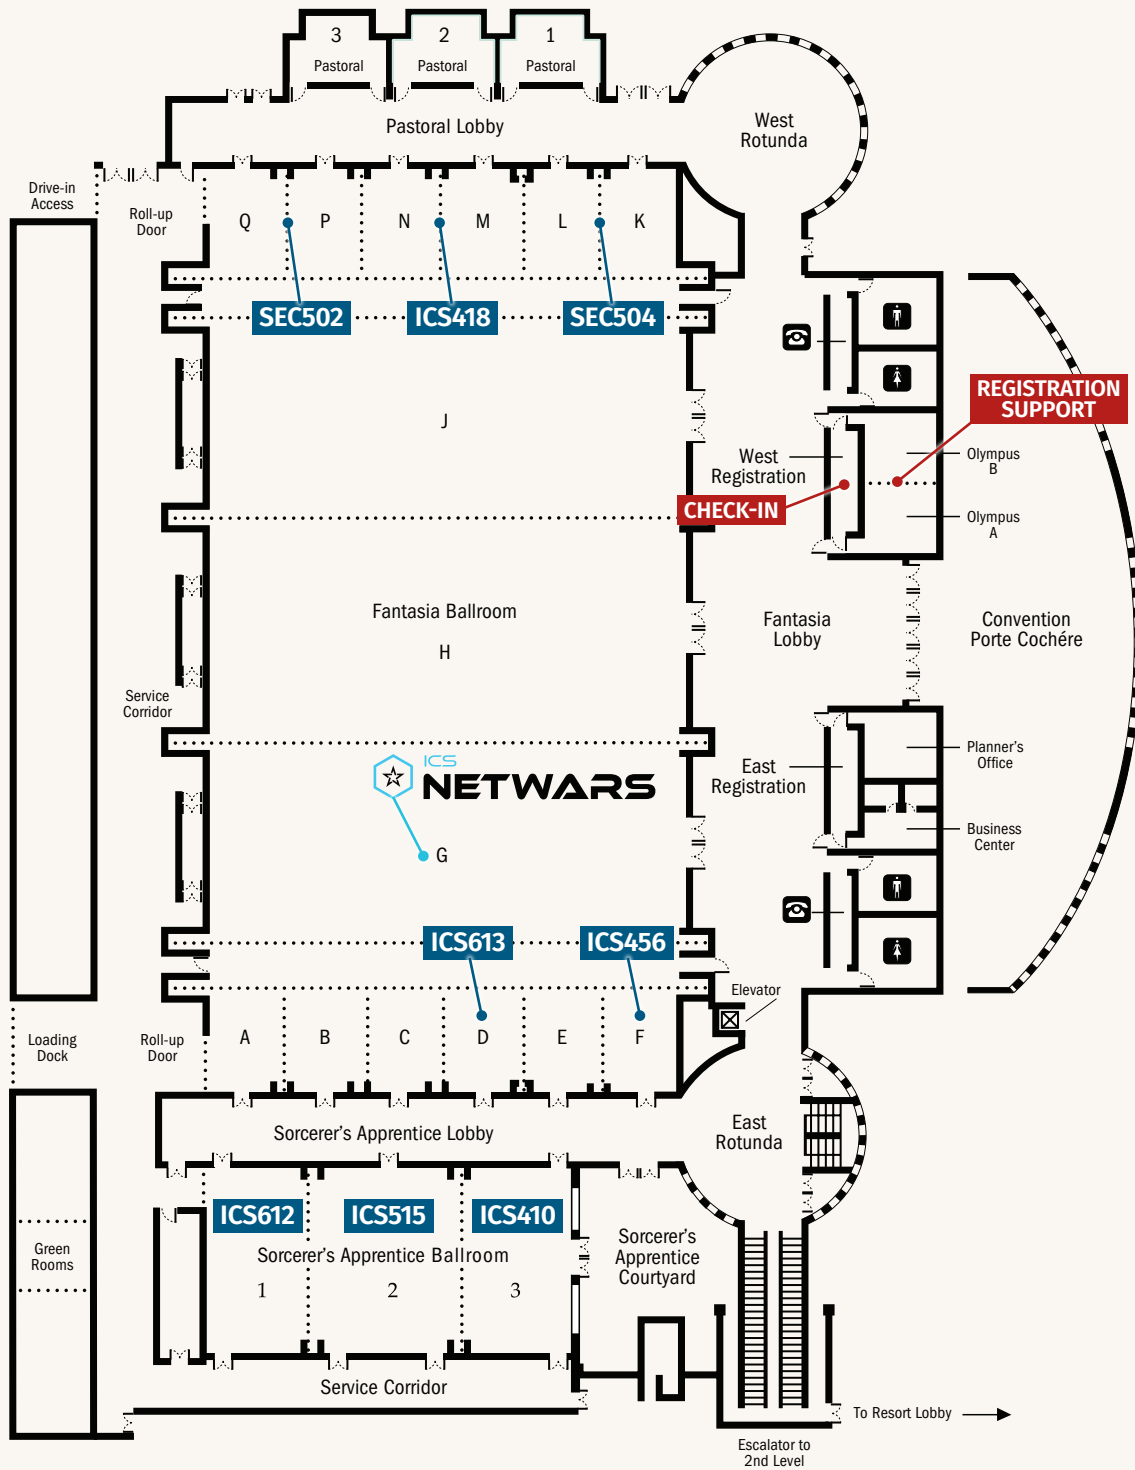 3
2
1
Pastoral
Pastoral
Pastoral
Pastoral Lobby
West
Rotunda
Drive-in
Access
Roll-up
Door
Q
P
N
M
L
K
SEC502
ICS418
SEC504
J
REGISTRATION
SUPPORT
West
Registration
Olympus
B
CHECK-IN
Olympus
A
Fantasia Ballroom
H
Fantasia
Lobby
Convention
Porte Cochére
Service
Corridor
ICS
NETWARS
G
East
Registration
Planner's
Office
Business
Center
ICS613
ICS456
Elevator
Loading
Dock
Roll-up
Door
A
B
C
D
E
F
Sorcerer's Apprentice Lobby
East
Rotunda
ICS612
ICS515
ICS410
Sorcerer's Apprentice Ballroom
1
2
3
Sorcerer's
Apprentice
Courtyard
Green
Rooms
Service Corridor
To Resort Lobby
Escalator to
2nd Level